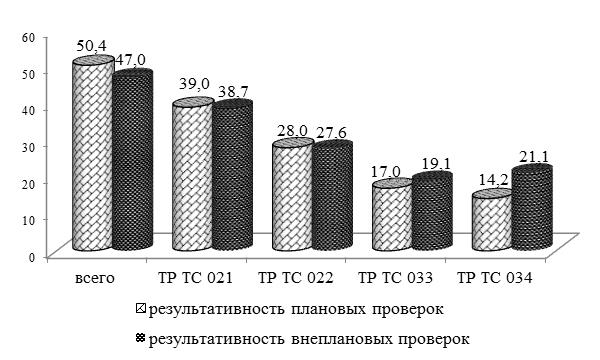 60
50
40
30
20
10
0
50,4
47,0
39,0
38,7
28,0
27,6
17,0
19,1
14,2
21,1
всего
ТР ТС 021
ТР ТС 022
ТР ТС 033
ТР ТС 034
результативность плановых проверок
результативность внеплановых проверок